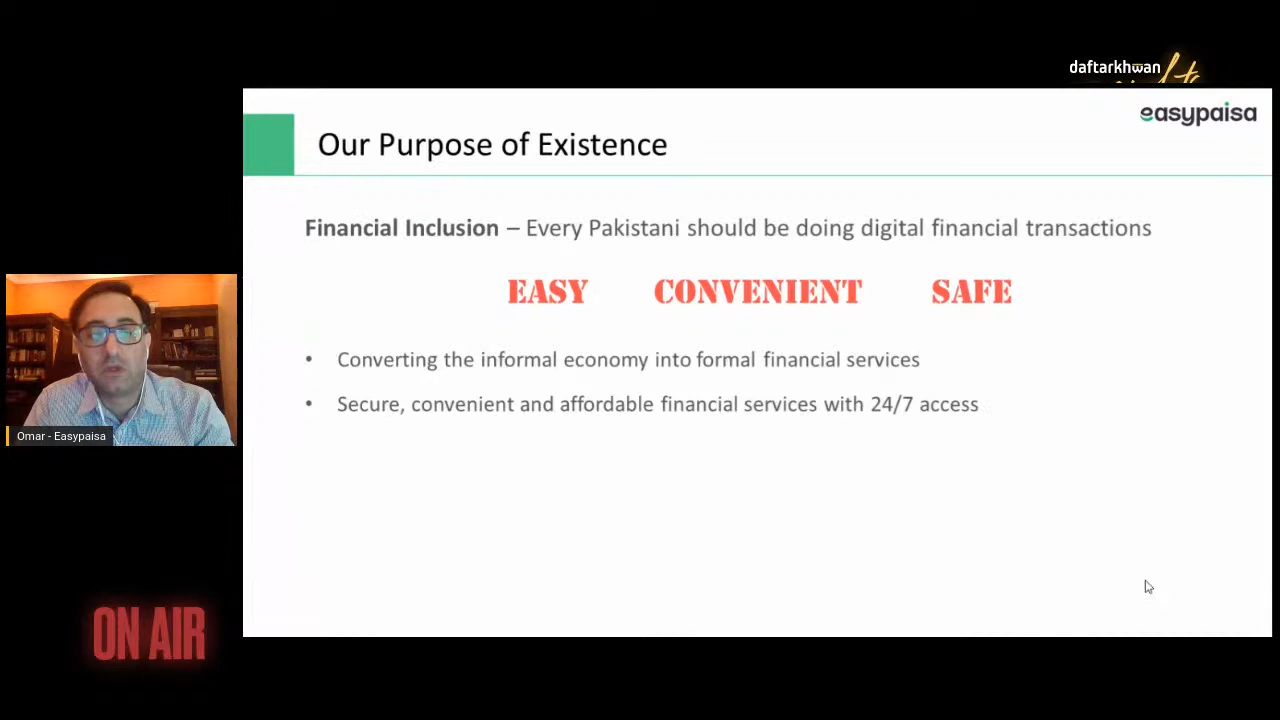 daftarkhwan
easypaisa
Our Purpose of Existence
Financial Inclusion – Every Pakistani should be doing digital financial transactions
EASY CONVENIENT SAFE
• Converting the informal economy into formal financial services
• Secure, convenient and affordable financial services with 24/7 access
Omar - Easypaisa
ON AIR